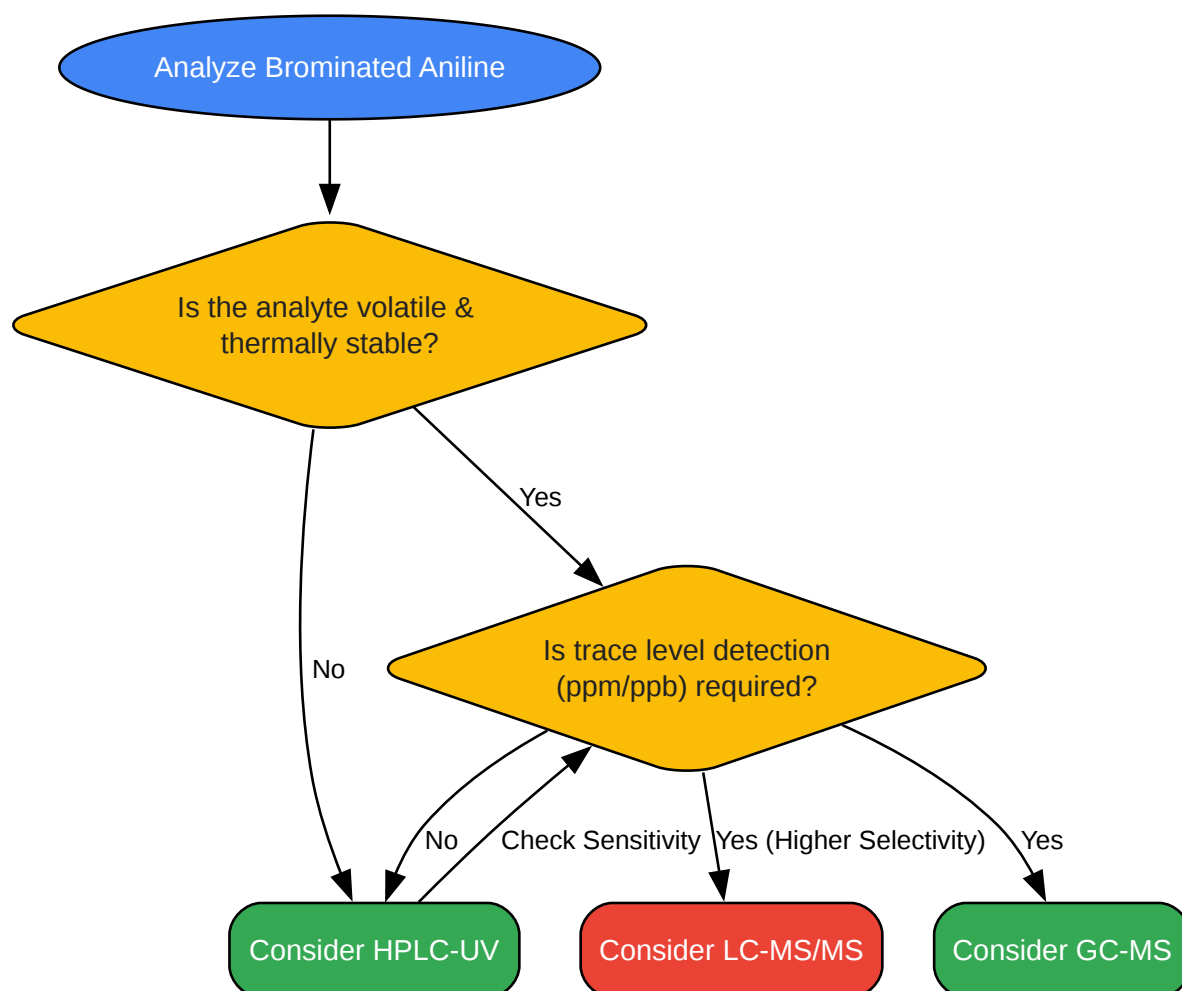 Analyze Brominated Aniline
Is the analyte volatile &
thermally stable?
Yes
Is trace level detection
(ppm/ppb) required?
No
No
Check Sensitivity
Yes (Higher Selectivity)
Yes
Consider HPLC-UV
Consider LC-MS/MS
Consider GC-MS